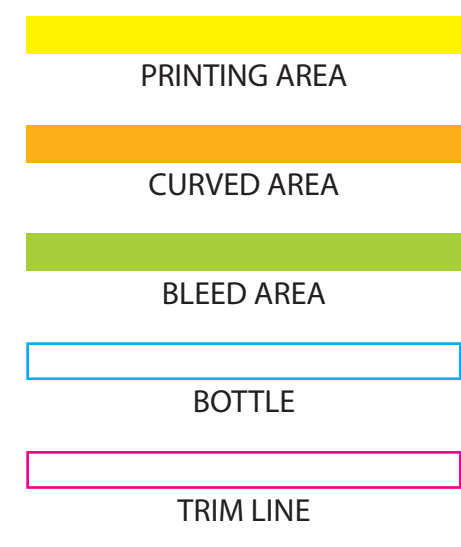 PRINTING AREA
CURVED AREA
BLEED AREA
BOTTLE
TRIM LINE